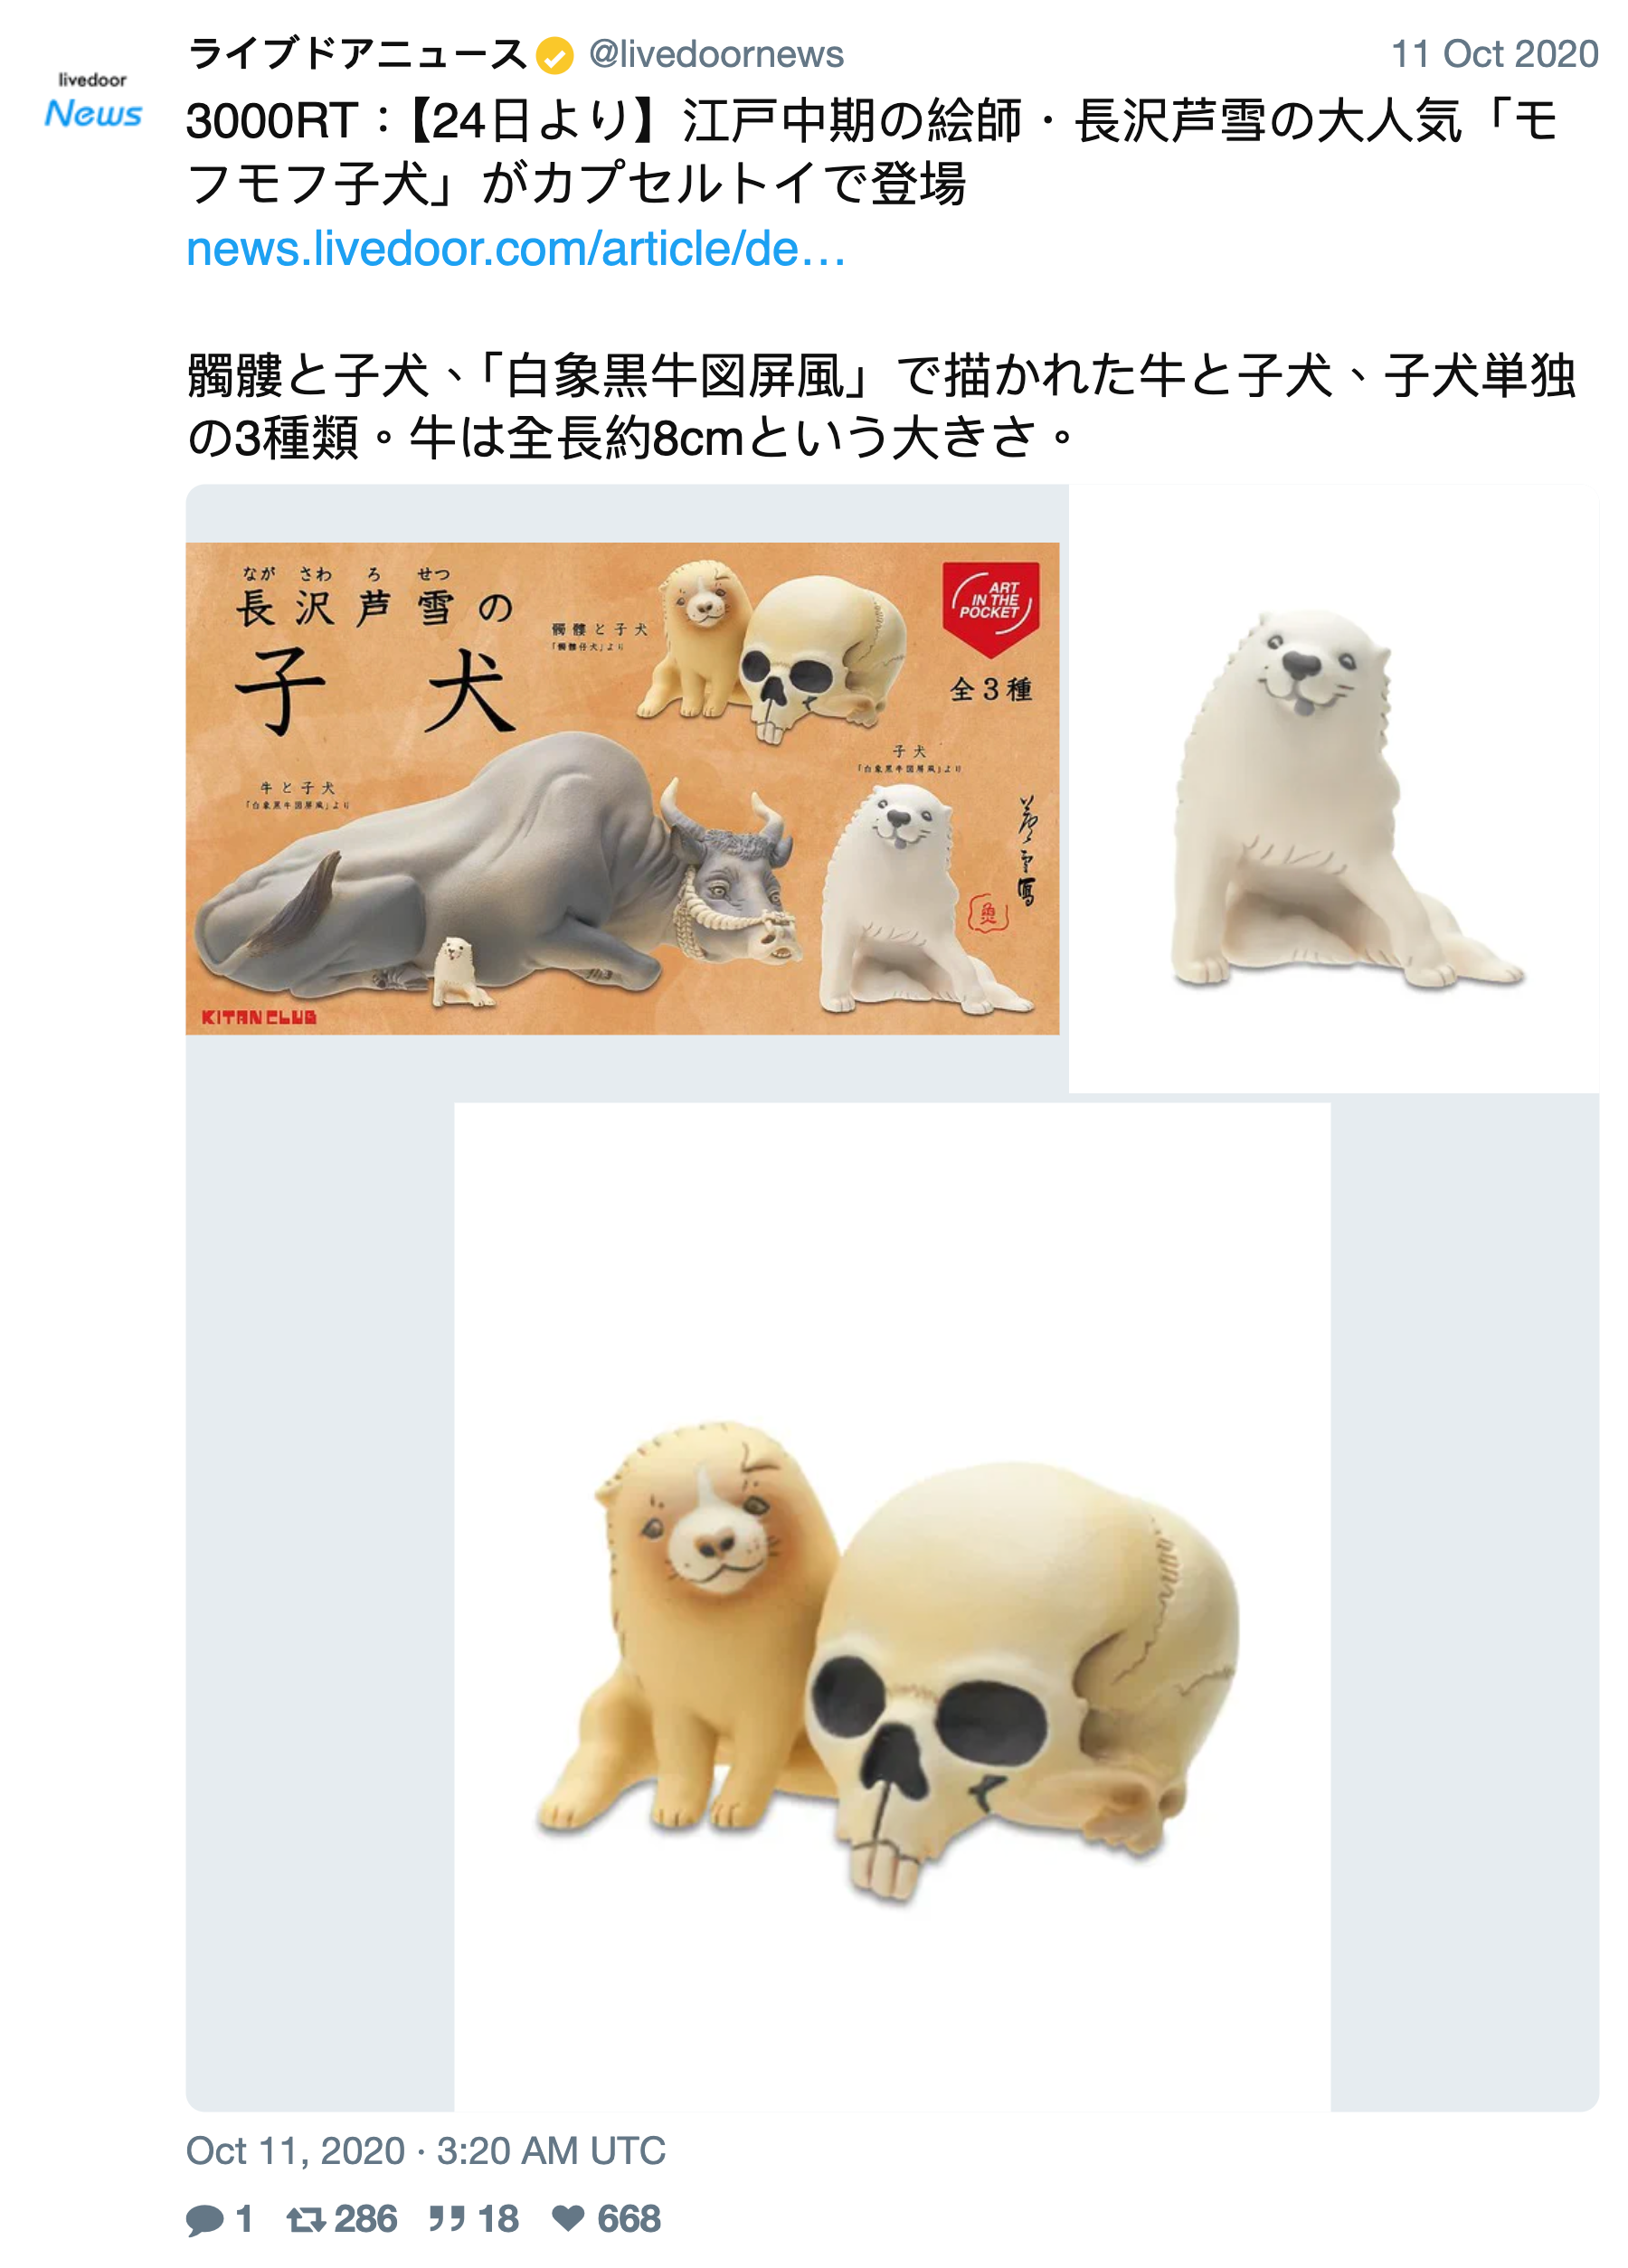 ライブドアニュース @livedoornews 11 Oct 2020
livedoor
News
3000RT：【24日より】江戸中期の絵師・長沢芦雪の大人気「モ
フモフ子犬」がカプセルトイで登場
news.livedoor.com/article/de…
髑髏と子犬、「白象黒牛図屏風」で描かれた牛と子犬、子犬単独
の3種類。牛は全長約8cmという大きさ。
なが さわ ろ せつ
長沢芦雪の
子犬
髑髏と子犬
「髑髏仔犬」より
ART
IN THE
POCKET
全3種
子犬
「白象黒牛図屏風」より
牛と子犬
「白象黒牛図屏風」より
KITAN CLUB
Oct 11, 2020 · 3:20 AM UTC
1 286 18 668